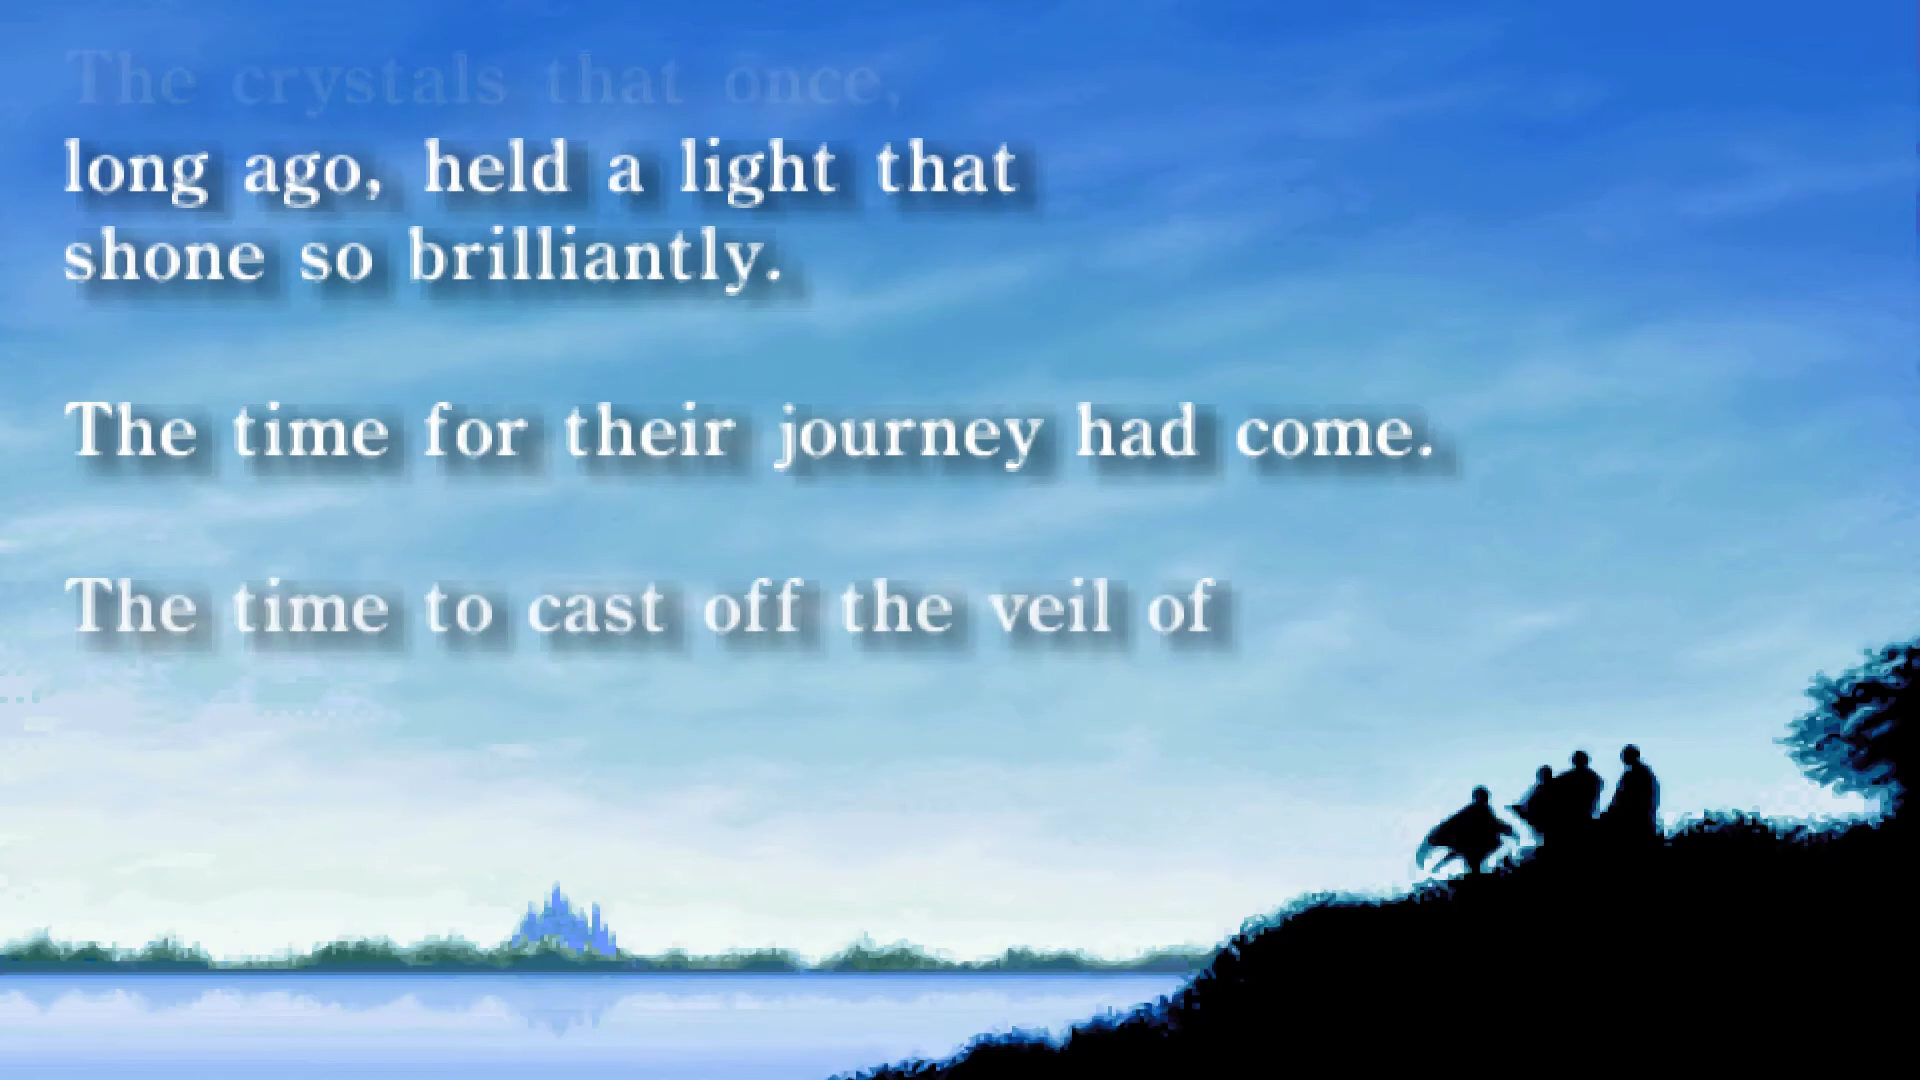 The crystals that once,
long ago, held a light that
shone so brilliantly.
The time for their journey had come.
The time to cast off the veil of